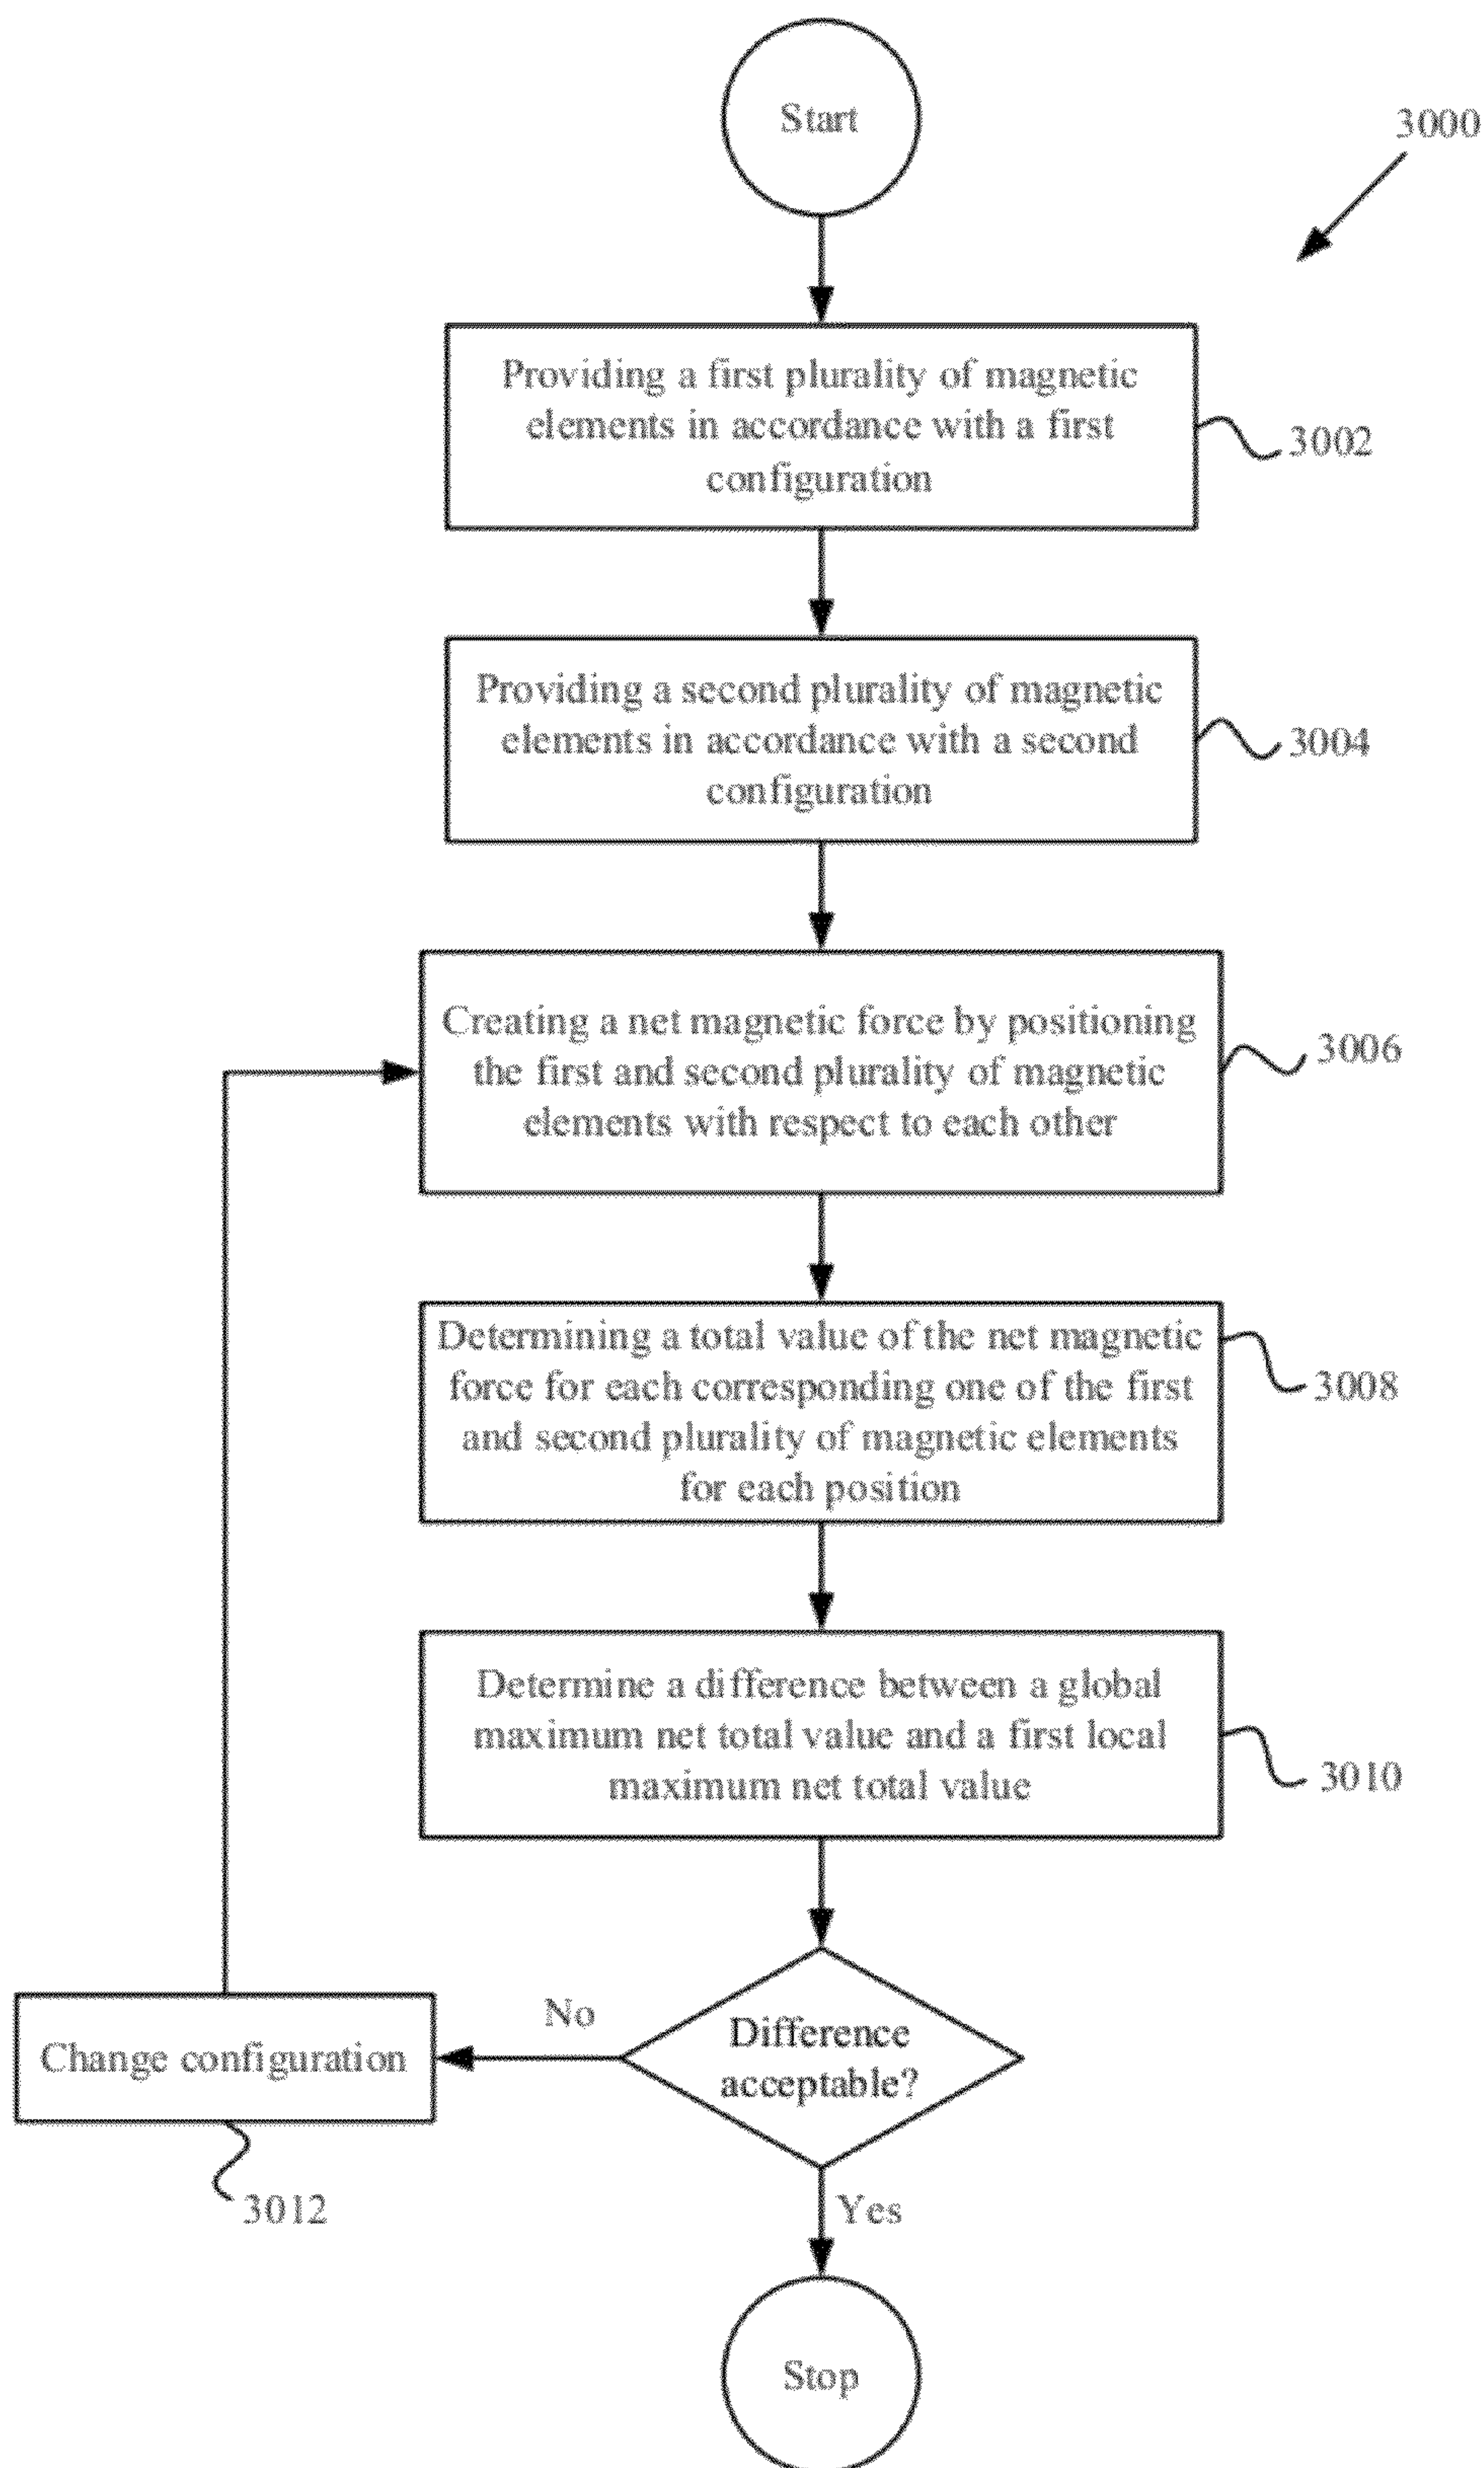 Start
3000
Providing a first plurality of magnetic
elements in accordance with a first
configuration
3002
Providing a second plurality of magnetic
elements in accordance with a second
configuration
3004
Creating a net magnetic force by positioning
the first and second plurality of magnetic
elements with respect to each other
3006
Determining a total value of the net magnetic
force for each corresponding one of the first
and second plurality of magnetic elements
for each position
3008
Determine a difference between a global
maximum net total value and a first local
maximum net total value
3010
Difference
acceptable?
No
Change configuration
3012
Yes
Stop